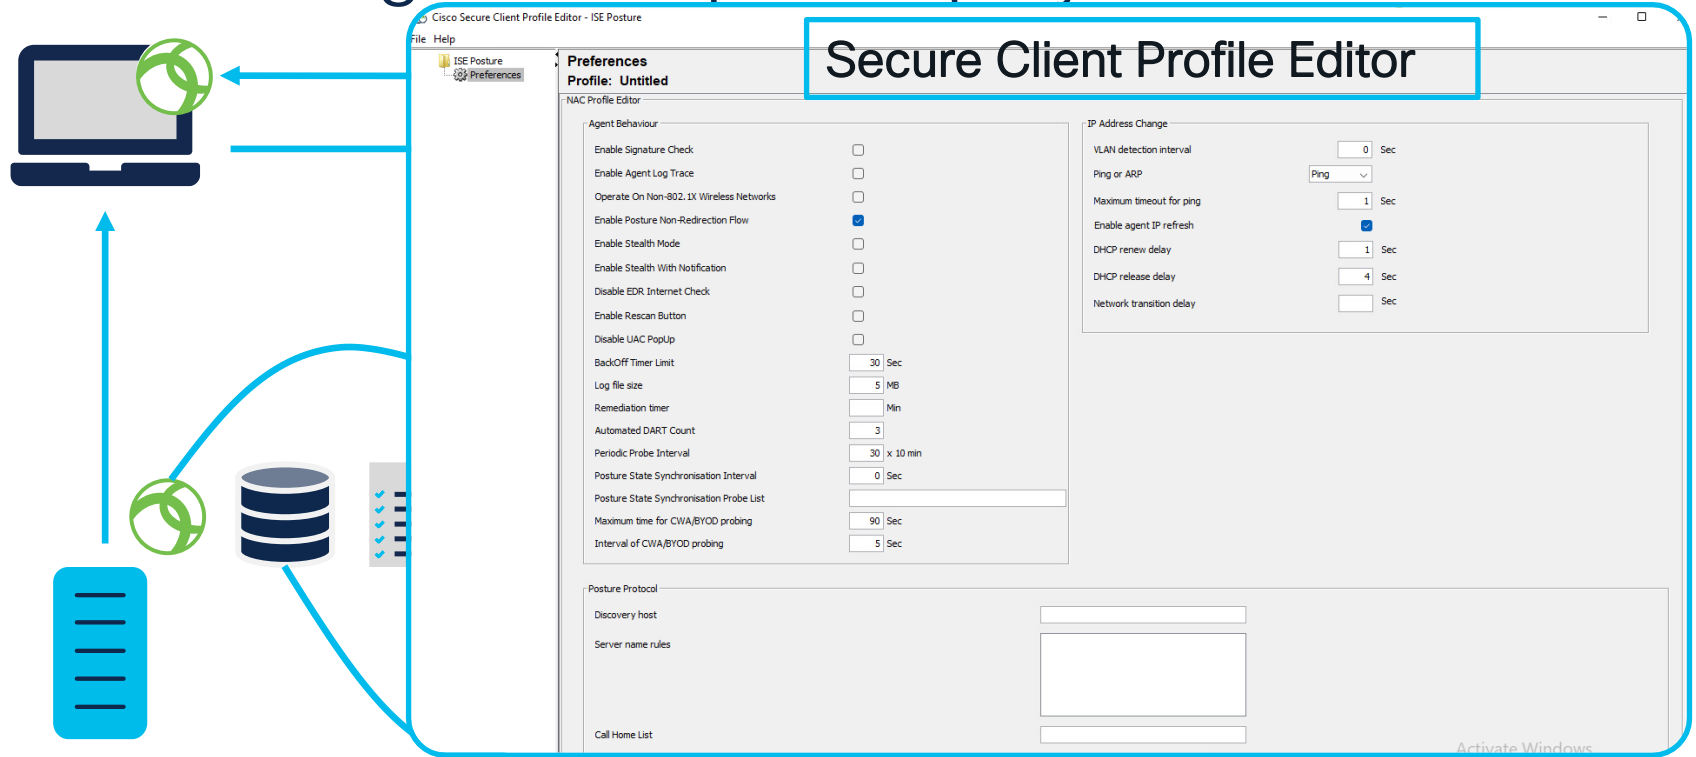 Cisco Secure Client Profile Editor - ISE Posture
File Help
Secure Client Profile Editor
ISE Posture
Preferences
Preferences
Profile: Untitled
NAC Profile Editor
Agent Behaviour
Enable Signature Check
Enable Agent Log Trace
Operate On Non-802.1X Wireless Networks
Enable Posture Non-Redirection Flow
Enable Stealth Mode
Enable Stealth With Notification
Disable EDR Internet Check
Enable Rescan Button
Disable UAC PopUp
BackOff Timer Limit 30 Sec
Log file size 5 MB
Remediation timer Min
Automated DART Count 3
Periodic Probe Interval 30 x 10 min
Posture State Synchronisation Interval 0 Sec
Posture State Synchronisation Probe List
Maximum time for CWA/BYOD probing 90 Sec
Interval of CWA/BYOD probing 5 Sec
IP Address Change
VLAN detection interval 0 Sec
Ping or ARP Ping
Maximum timeout for ping 1 Sec
Enable agent IP refresh
DHCP renew delay 1 Sec
DHCP release delay 4 Sec
Network transition delay Sec
Posture Protocol
Discovery host
Server name rules
Call Home List
Activate Windows